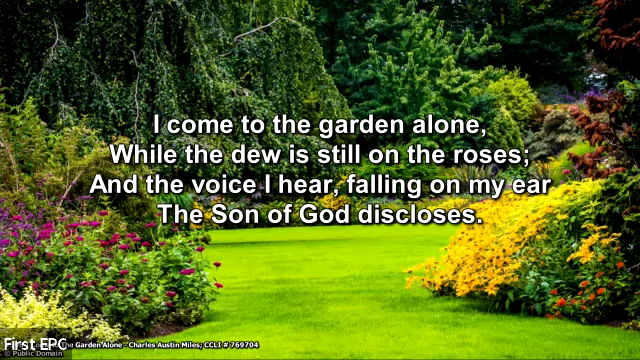 I come to the garden alone,
While the dew is still on the roses;
And the voice I hear, falling on my ear
The Son of God discloses.
First EPC
The Garden Alone - Charles Austin Miles; CCLI # 769704
© Public Domain